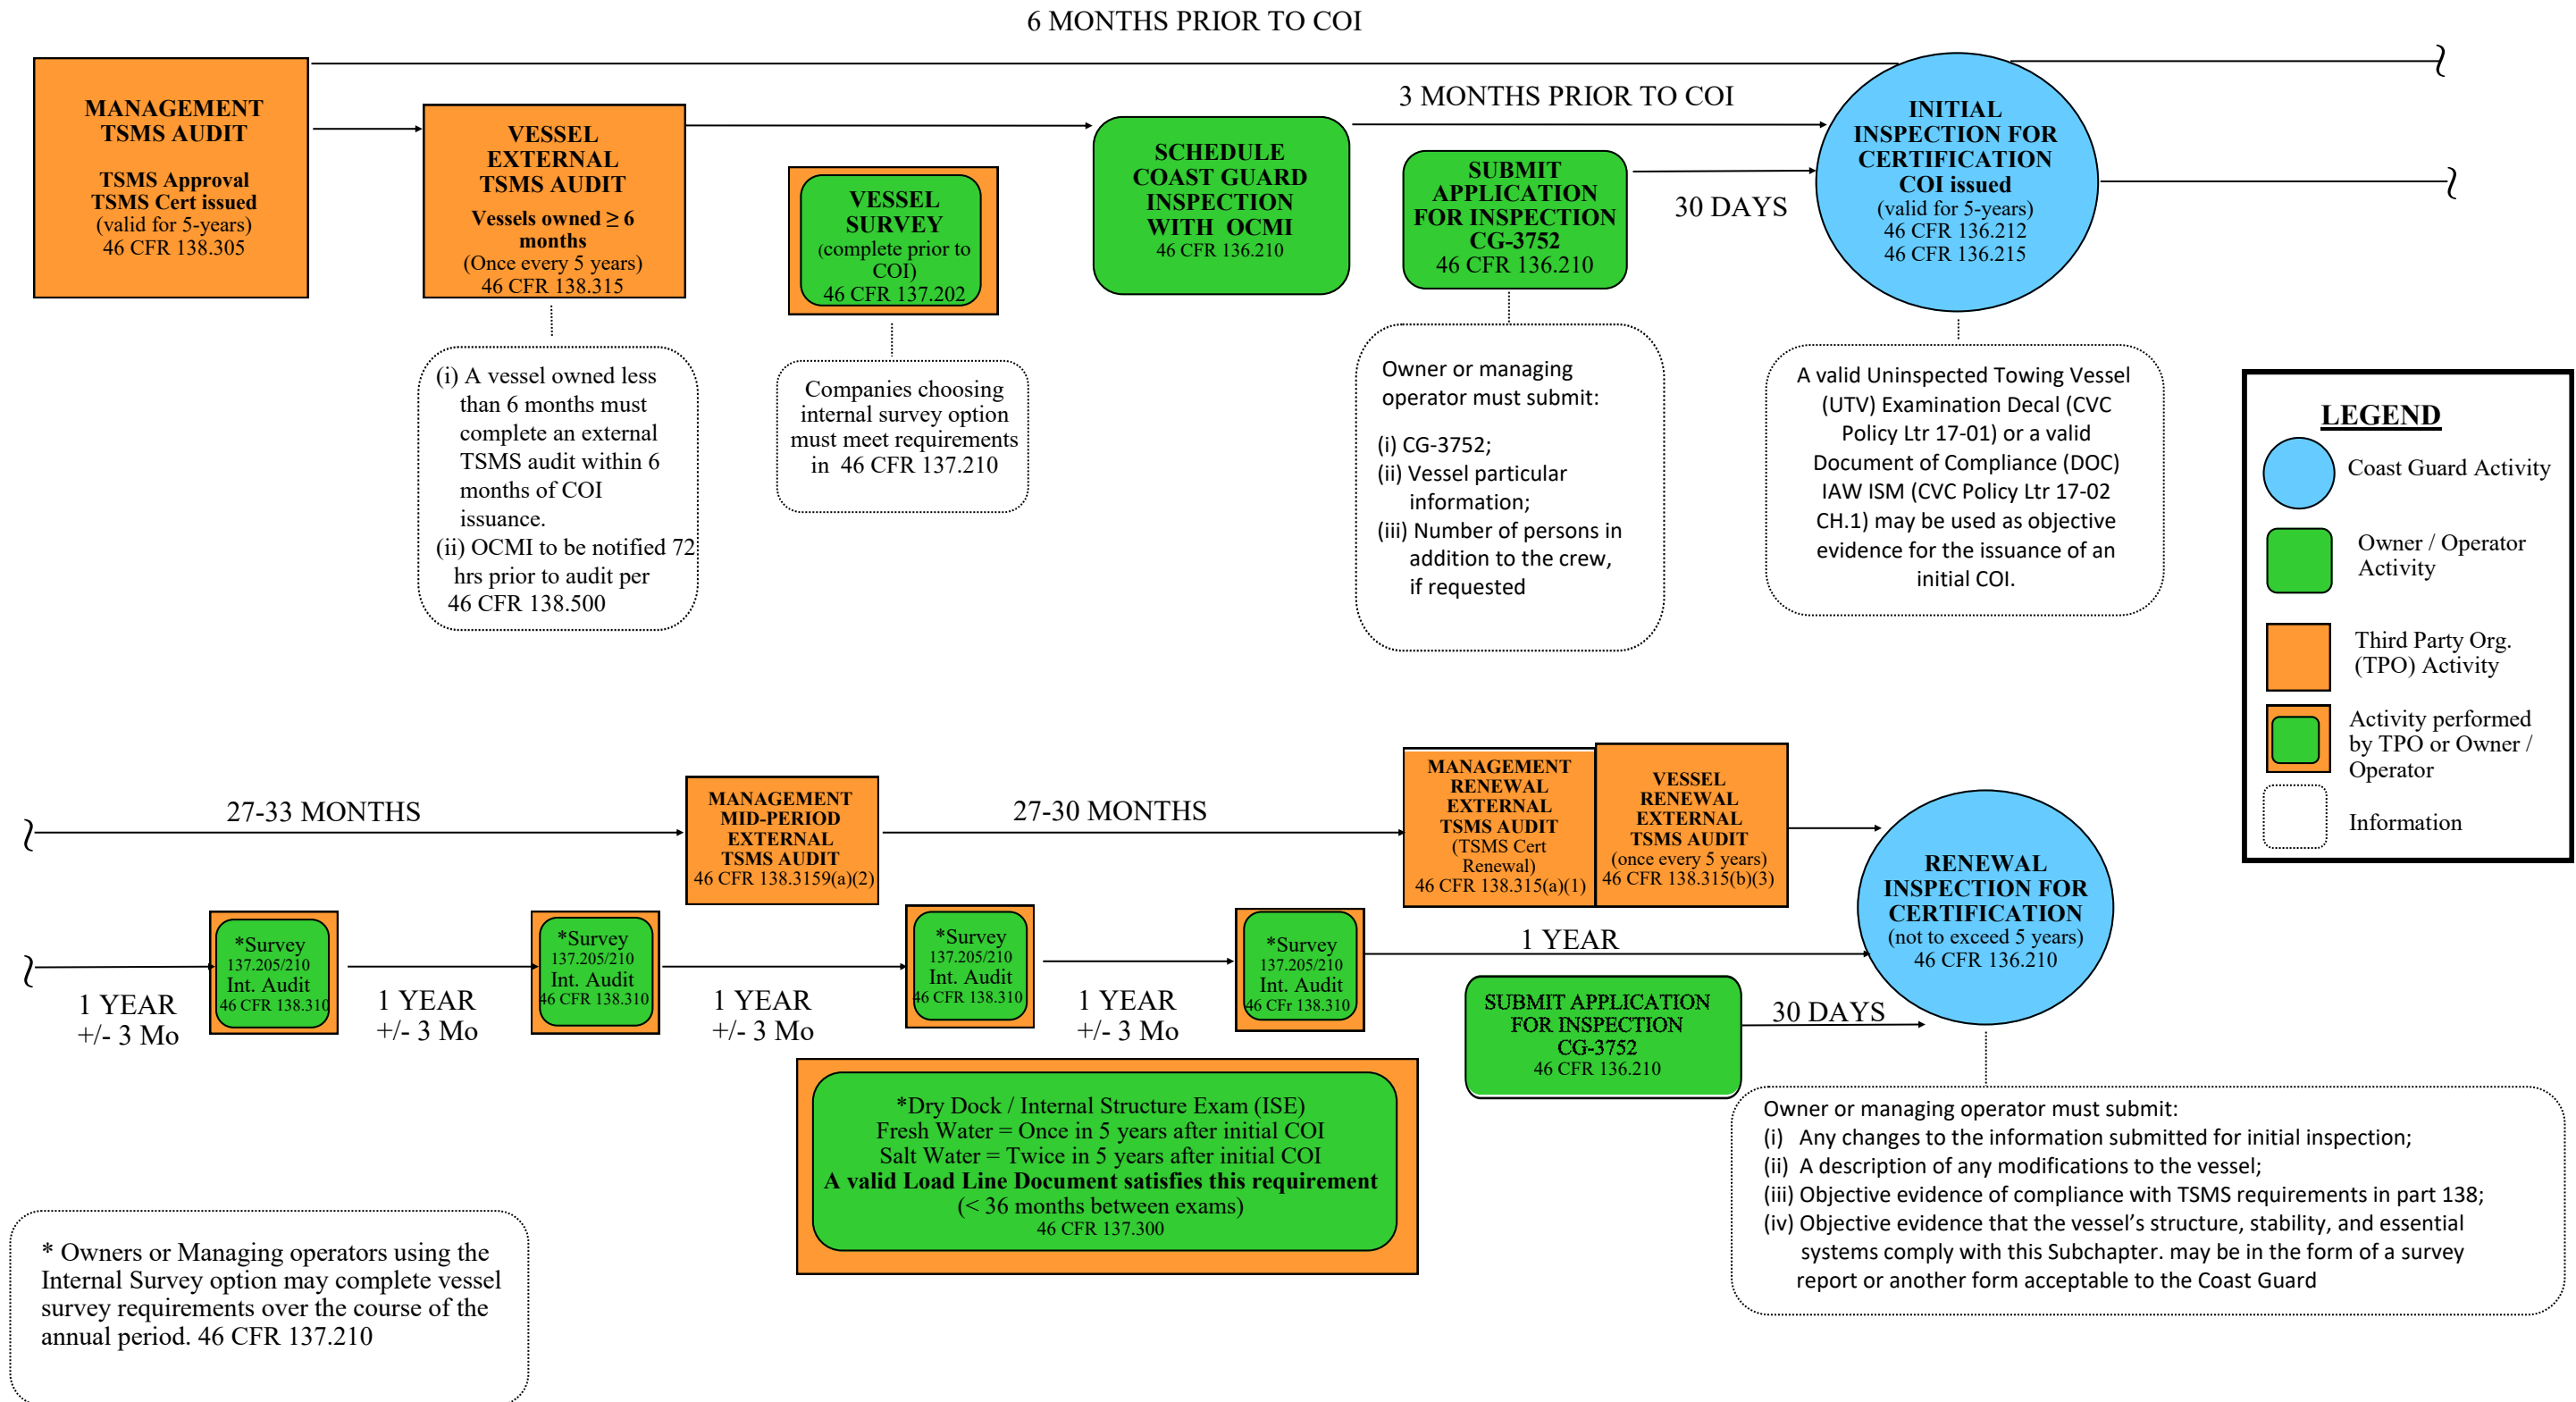 6 MONTHS PRIOR TO COI
MANAGEMENT
TSMS AUDIT
TSMS Approval
TSMS Cert issued
(valid for 5-years)
46 CFR 138.305
VESSEL
EXTERNAL
TSMS AUDIT
Vessels owned ≥ 6
months
(Once every 5 years)
46 CFR 138.315
(i) A vessel owned less
than 6 months must
complete an external
TSMS audit within 6
months of COI
issuance.
(ii) OCMI to be notified 72
hrs prior to audit per
46 CFR 138.500
VESSEL
SURVEY
(complete prior to
COI)
46 CFR 137.202
Companies choosing
internal survey option
must meet requirements
in 46 CFR 137.210
SCHEDULE
COAST GUARD
INSPECTION
WITH OCMI
46 CFR 136.210
3 MONTHS PRIOR TO COI
SUBMIT
APPLICATION
FOR INSPECTION
CG-3752
46 CFR 136.210
30 DAYS
Owner or managing
operator must submit:
(i) CG-3752;
(ii) Vessel particular
information;
(iii) Number of persons in
addition to the crew,
if requested
INITIAL
INSPECTION FOR
CERTIFICATION
COI issued
(valid for 5-years)
46 CFR 136.212
46 CFR 136.215
A valid Uninspected Towing Vessel
(UTV) Examination Decal (CVC
Policy Ltr 17-01) or a valid
Document of Compliance (DOC)
IAW ISM (CVC Policy Ltr 17-02
CH.1) may be used as objective
evidence for the issuance of an
initial COI.
LEGEND
Coast Guard Activity
Owner / Operator
Activity
Third Party Org.
(TPO) Activity
Activity performed
by TPO or Owner /
Operator
Information
27-33 MONTHS
MANAGEMENT
MID-PERIOD
EXTERNAL
TSMS AUDIT
46 CFR 138.3159(a)(2)
27-30 MONTHS
MANAGEMENT
RENEWAL
EXTERNAL
TSMS AUDIT
(TSMS Cert
Renewal)
46 CFR 138.315(a)(1)
VESSEL
RENEWAL
EXTERNAL
TSMS AUDIT
(once every 5 years)
46 CFR 138.315(b)(3)
RENEWAL
INSPECTION FOR
CERTIFICATION
(not to exceed 5 years)
46 CFR 136.210
1 YEAR
+/- 3 Mo
*Survey
137.205/210
Int. Audit
46 CFR 138.310
1 YEAR
+/- 3 Mo
*Survey
137.205/210
Int. Audit
46 CFR 138.310
1 YEAR
+/- 3 Mo
*Survey
137.205/210
Int. Audit
46 CFR 138.310
1 YEAR
+/- 3 Mo
*Survey
137.205/210
Int. Audit
46 CFr 138.310
1 YEAR
SUBMIT APPLICATION
FOR INSPECTION
CG-3752
46 CFR 136.210
30 DAYS
*Dry Dock / Internal Structure Exam (ISE)
Fresh Water = Once in 5 years after initial COI
Salt Water = Twice in 5 years after initial COI
A valid Load Line Document satisfies this requirement
(< 36 months between exams)
46 CFR 137.300
Owner or managing operator must submit:
(i) Any changes to the information submitted for initial inspection;
(ii) A description of any modifications to the vessel;
(iii) Objective evidence of compliance with TSMS requirements in part 138;
(iv) Objective evidence that the vessel's structure, stability, and essential
systems comply with this Subchapter. may be in the form of a survey
report or another form acceptable to the Coast Guard
* Owners or Managing operators using the
Internal Survey option may complete vessel
survey requirements over the course of the
annual period. 46 CFR 137.210